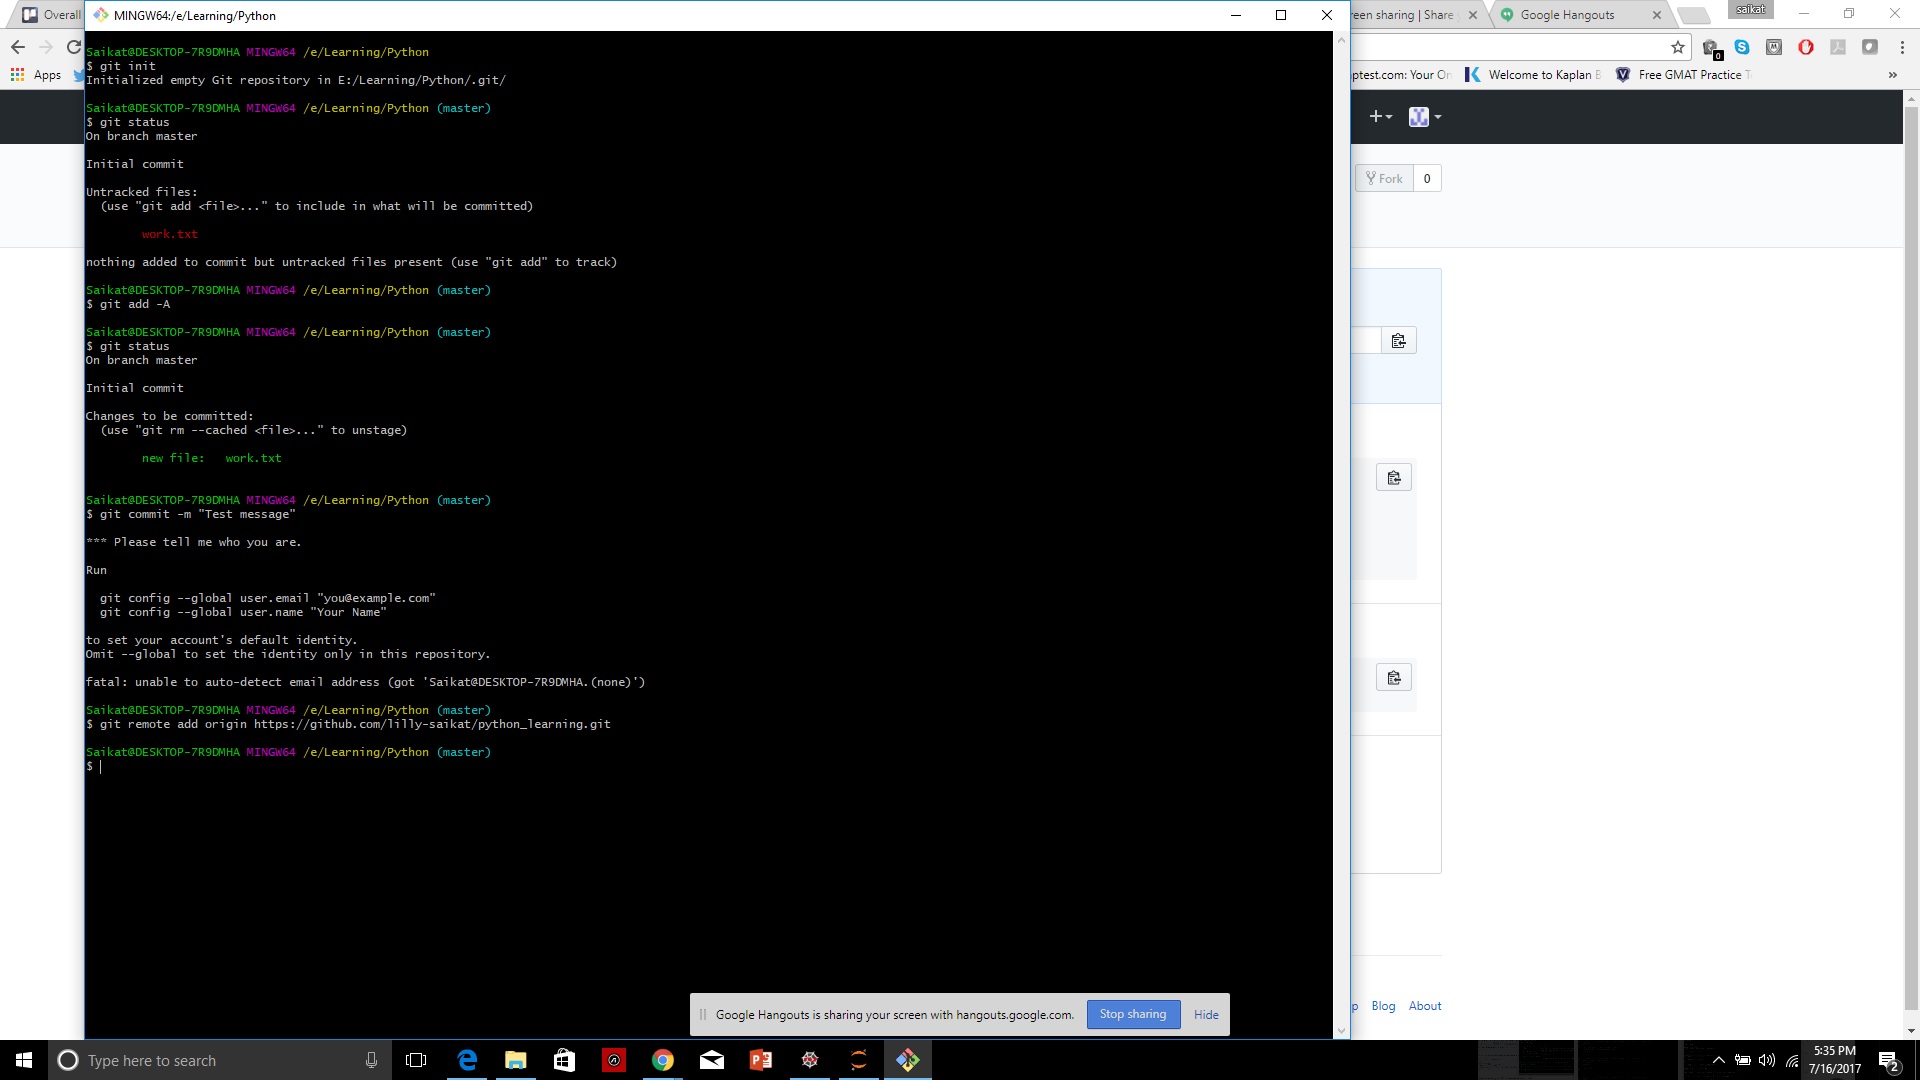 Overall
MINGW64:/e/Learning/Python
reen sharing | Share
Google Hangouts
saikat
Apps
0
ptest.com: Your On
Welcome to Kaplan B
Free GMAT Practice T
»
Saikat@DESKTOP-7R9DMHA MINGW64 /e/Learning/Python
$ git init
Initialized empty Git repository in E:/Learning/Python/.git/
Saikat@DESKTOP-7R9DMHA MINGW64 /e/Learning/Python (master)
$ git status
On branch master
Initial commit
Untracked files:
(use "git add <file>..." to include in what will be committed)
work.txt
nothing added to commit but untracked files present (use "git add" to track)
Saikat@DESKTOP-7R9DMHA MINGW64 /e/Learning/Python (master)
$ git add -A
Saikat@DESKTOP-7R9DMHA MINGW64 /e/Learning/Python (master)
$ git status
On branch master
Initial commit
Changes to be committed:
(use "git rm --cached <file>..." to unstage)
new file:   work.txt
Saikat@DESKTOP-7R9DMHA MINGW64 /e/Learning/Python (master)
$ git commit -m "Test message"
*** Please tell me who you are.
Run
git config --global user.email "you@example.com"
git config --global user.name "Your Name"
to set your account's default identity.
Omit --global to set the identity only in this repository.
fatal: unable to auto-detect email address (got 'Saikat@DESKTOP-7R9DMHA.(none)')
Saikat@DESKTOP-7R9DMHA MINGW64 /e/Learning/Python (master)
$ git remote add origin https://github.com/lilly-saikat/python_learning.git
Saikat@DESKTOP-7R9DMHA MINGW64 /e/Learning/Python (master)
$
Fork 0
p Blog About
Google Hangouts is sharing your screen with hangouts.google.com. Stop sharing Hide
Type here to search
5:35 PM
7/16/2017
2